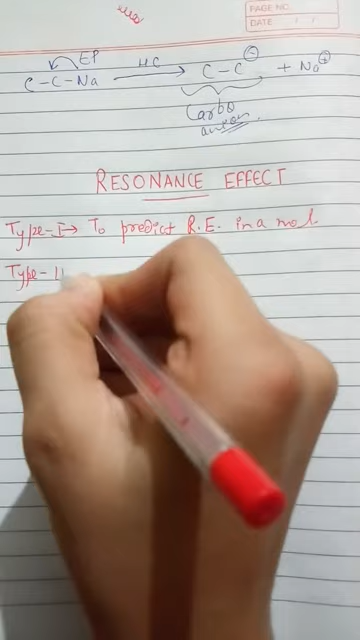 PAGE NO.
DATE / /
EP
C-C-Na HC C-C⊖ + Na⊕
Carbo
anion
RESONANCE EFFECT
Type-I→ To predict R.E. in a mol
Type-II